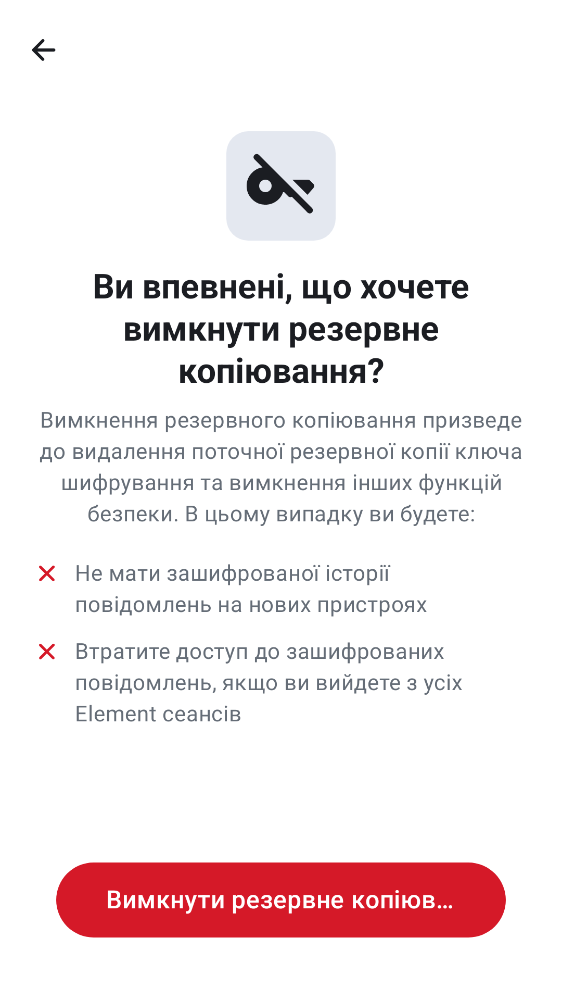 Ви впевнені, що хочете
вимкнути резервне
копіювання?
Вимкнення резервного копіювання призведе
до видалення поточної резервної копії ключа
шифрування та вимкнення інших функцій
безпеки. В цьому випадку ви будете:
Не мати зашифрованої історії
повідомлень на нових пристроях
Втратите доступ до зашифрованих
повідомлень, якщо ви вийдете з усіх
Element сеансів
Вимкнути резервне копіюв…